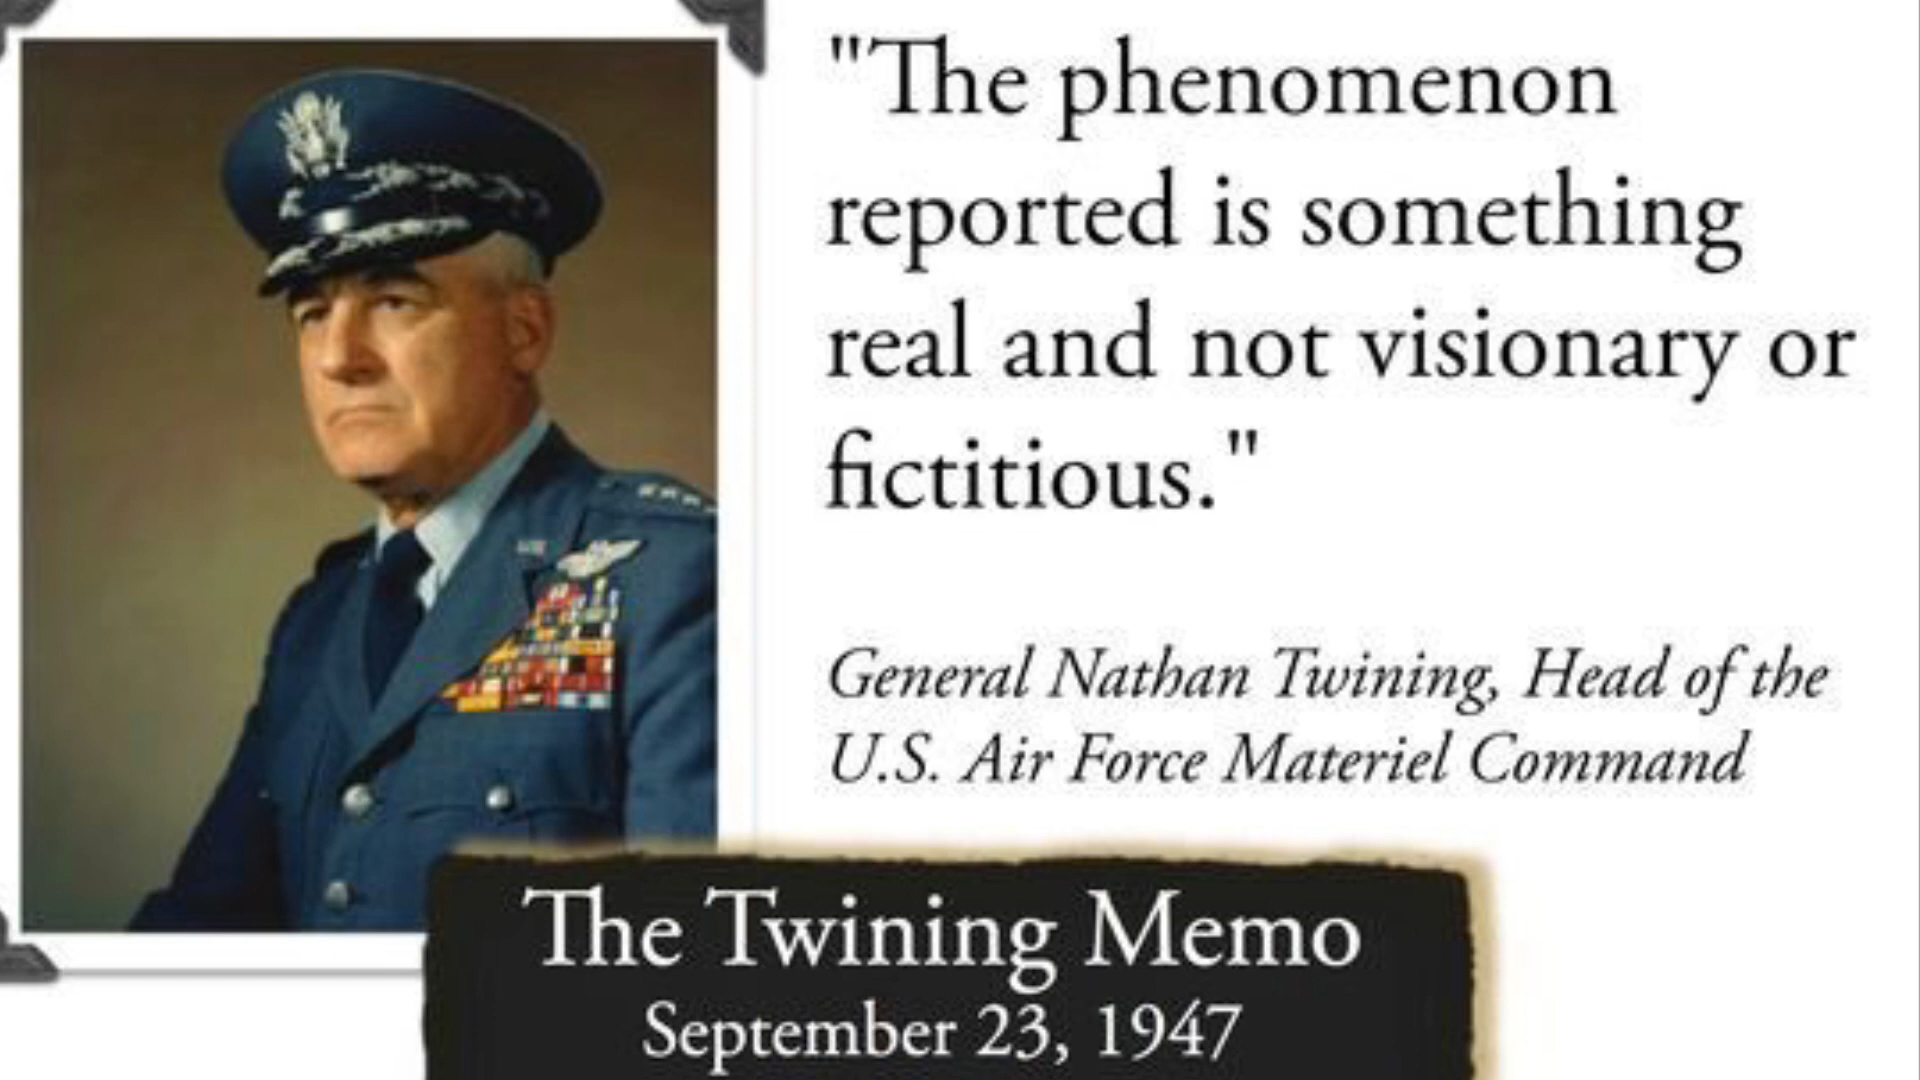 "The phenomenon
reported is something
real and not visionary or
fictitious."
General Nathan Twining, Head of the
U.S. Air Force Materiel Command
The Twining Memo
September 23, 1947